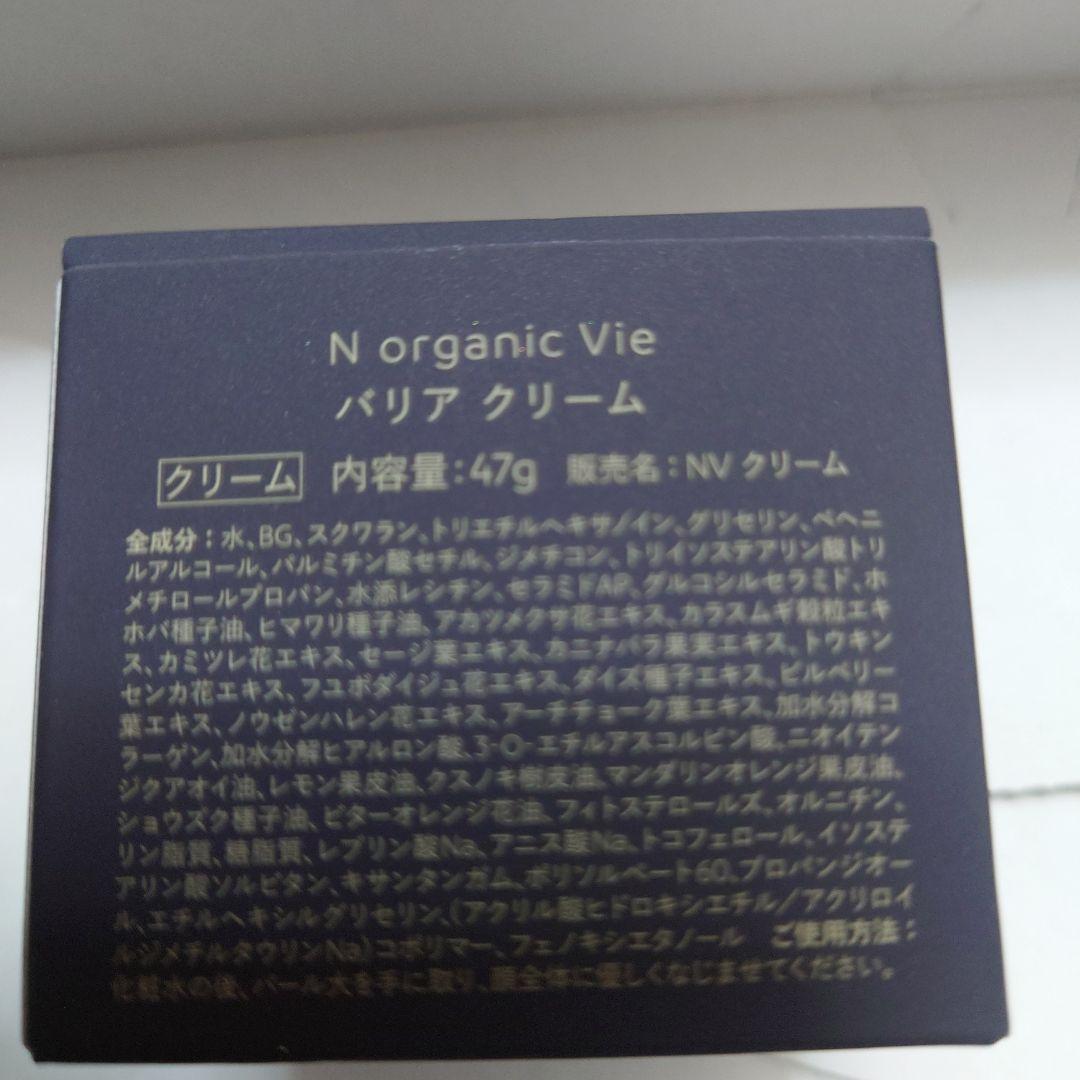 N organic Vie
バリア クリーム
クリーム 内容量:47g 販売名:NV クリーム
全成分:水、BG、スクワラン、トリエチルヘキサノイン、グリセリン、ベヘニ
ルアルコール、パルミチン酸セチル、ジメチコン、トリイソステアリン酸トリ
メチロールプロパン、水添レシチン、セラミドAP、グルコシルセラミド、ホ
ホバ種子油、ヒマワリ種子油、アカツメクサ花エキス、カラスムギ穀粒エキ
ス、カミツレ花エキス、セージ葉エキス、カニナバラ果実エキス、トウキン
センカ花エキス、フユボダイジュ花エキス、ダイズ種子エキス、ビルベリー
葉エキス、ノウゼンハレン花エキス、アーチチョーク葉エキス、加水分解コ
ラーゲン、加水分解ヒアルロン酸、3-O-エチルアスコルビン酸、ニオイテン
ジクアオイ油、レモン果皮油、クスノキ樹皮油、マンダリンオレンジ果皮油、
ショウズク種子油、ビターオレンジ花油、フィトステロールズ、オルニチン、
リン脂質、糖脂質、レブリン酸Na、アニス酸Na、トコフェロール、イソステ
アリン酸ソルビタン、キサンタンガム、ポリソルベート60、プロパンジオー
ル、エチルヘキシルグリセリン、(アクリル酸ヒドロキシエチル/アクリロイ
ルジメチルタウリンNa)コポリマー、フェノキシエタノール ご使用方法:
化粧水の後、パール大を手に取り、顔全体に優しくなじませてください。